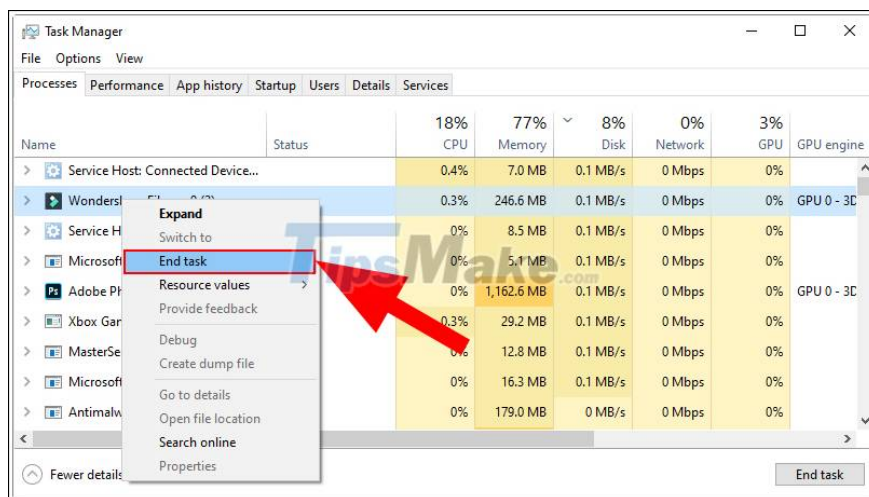 Task Manager
File Options View
Processes Performance App history Startup Users Details Services
18% 77% 8% 0% 3%
Name Status CPU Memory Disk Network GPU GPU engine
Service Host: Connected Device... 0.4% 7.0 MB 0.1 MB/s 0 Mbps 0%
0.3% 246.6 MB 0.1 MB/s 0 Mbps 0% GPU 0 - 3D
Service H 0% 8.5 MB 0.1 MB/s 0 Mbps 0%
Microsoft 0% 5.1 MB 0.1 MB/s 0 Mbps 0%
Adobe Ph 0% 1,162.6 MB 0.1 MB/s 0 Mbps 0% GPU 0 - 3D
Xbox Gar 0.3% 29.2 MB 0.1 MB/s 0 Mbps 0%
MasterSe 0% 12.8 MB 0.1 MB/s 0 Mbps 0%
Microsoft 0% 16.3 MB 0.1 MB/s 0 Mbps 0%
Antimalw 0% 179.0 MB 0 MB/s 0 Mbps 0%
Expand
Switch to
End task
Resource values
Provide feedback
Debug
Create dump file
Go to details
Open file location
Search online
Properties
TipsMake.com
Fewer details
End task